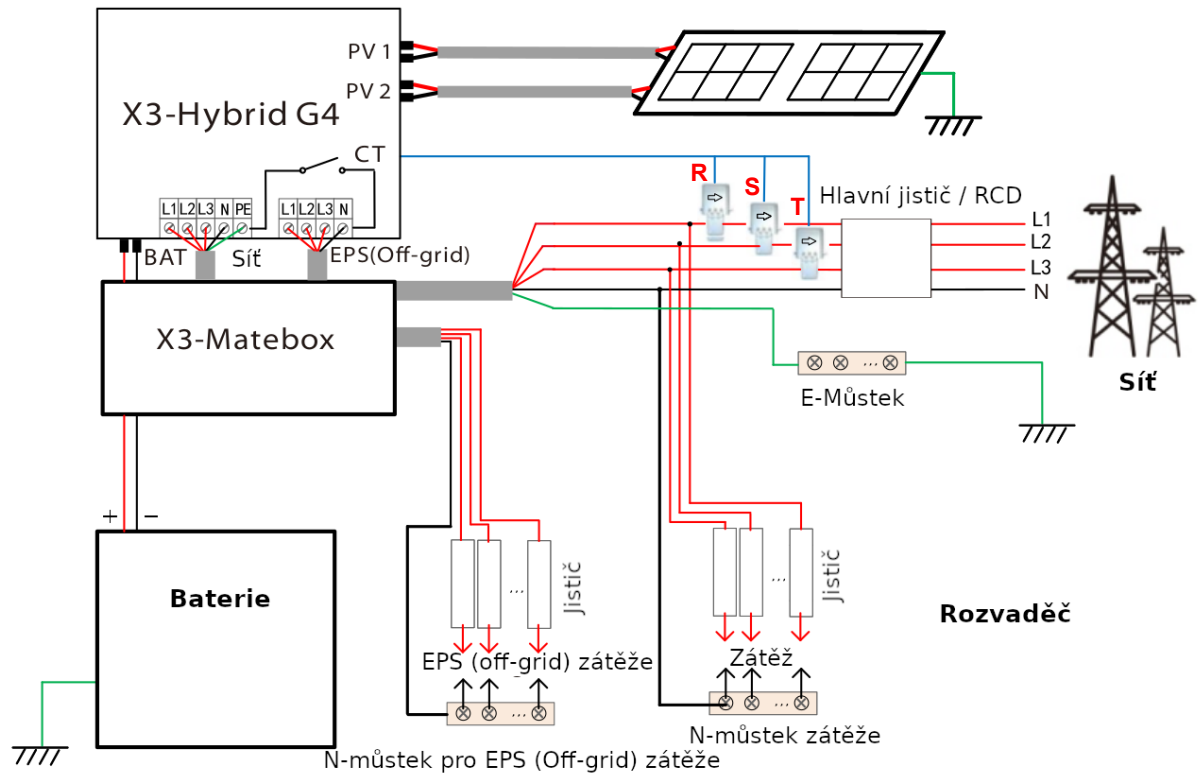 PV 1
PV 2
X3-Hybrid G4
CT
R
S
T
Hlavní jistič / RCD
L1 L2 L3 N PE
L1 L2 L3 N
L1
L2
L3
N
BAT
Síť
EPS(Off-grid)
X3-Matebox
Síť
E-Můstek
+ −
Baterie
...
Jistič
...
Jistič
Rozvaděč
EPS (off-grid) zátěže
Zátěž
...
...
...
N-můstek zátěže
N-můstek pro EPS (Off-grid) zátěže